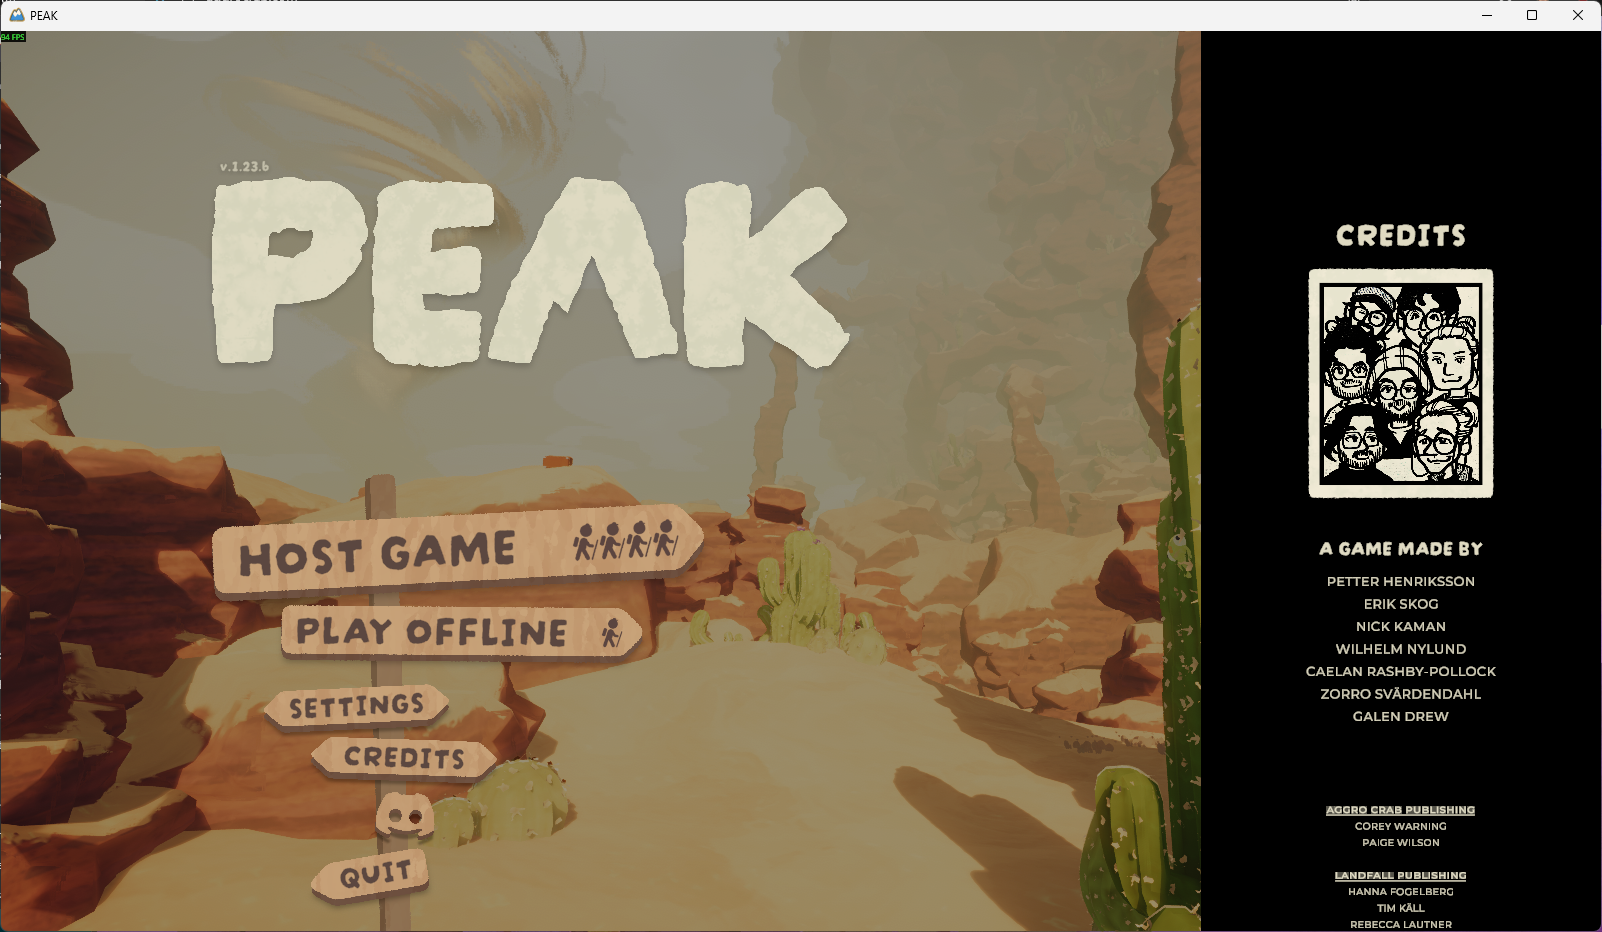 PEAK
94 FPS
v.1.23.b
PEAK
HOST GAME
PLAY OFFLINE
SETTINGS
CREDITS
QUIT
CREDITS
A GAME MADE BY
PETTER HENRIKSSON
ERIK SKOG
NICK KAMAN
WILHELM NYLUND
CAELAN RASHBY-POLLOCK
ZORRO SVÄRDENDAHL
GALEN DREW
AGGRO CRAB PUBLISHING
COREY WARNING
PAIGE WILSON
LANDFALL PUBLISHING
HANNA FOGELBERG
TIM KÄLL
REBECCA LAUTNER